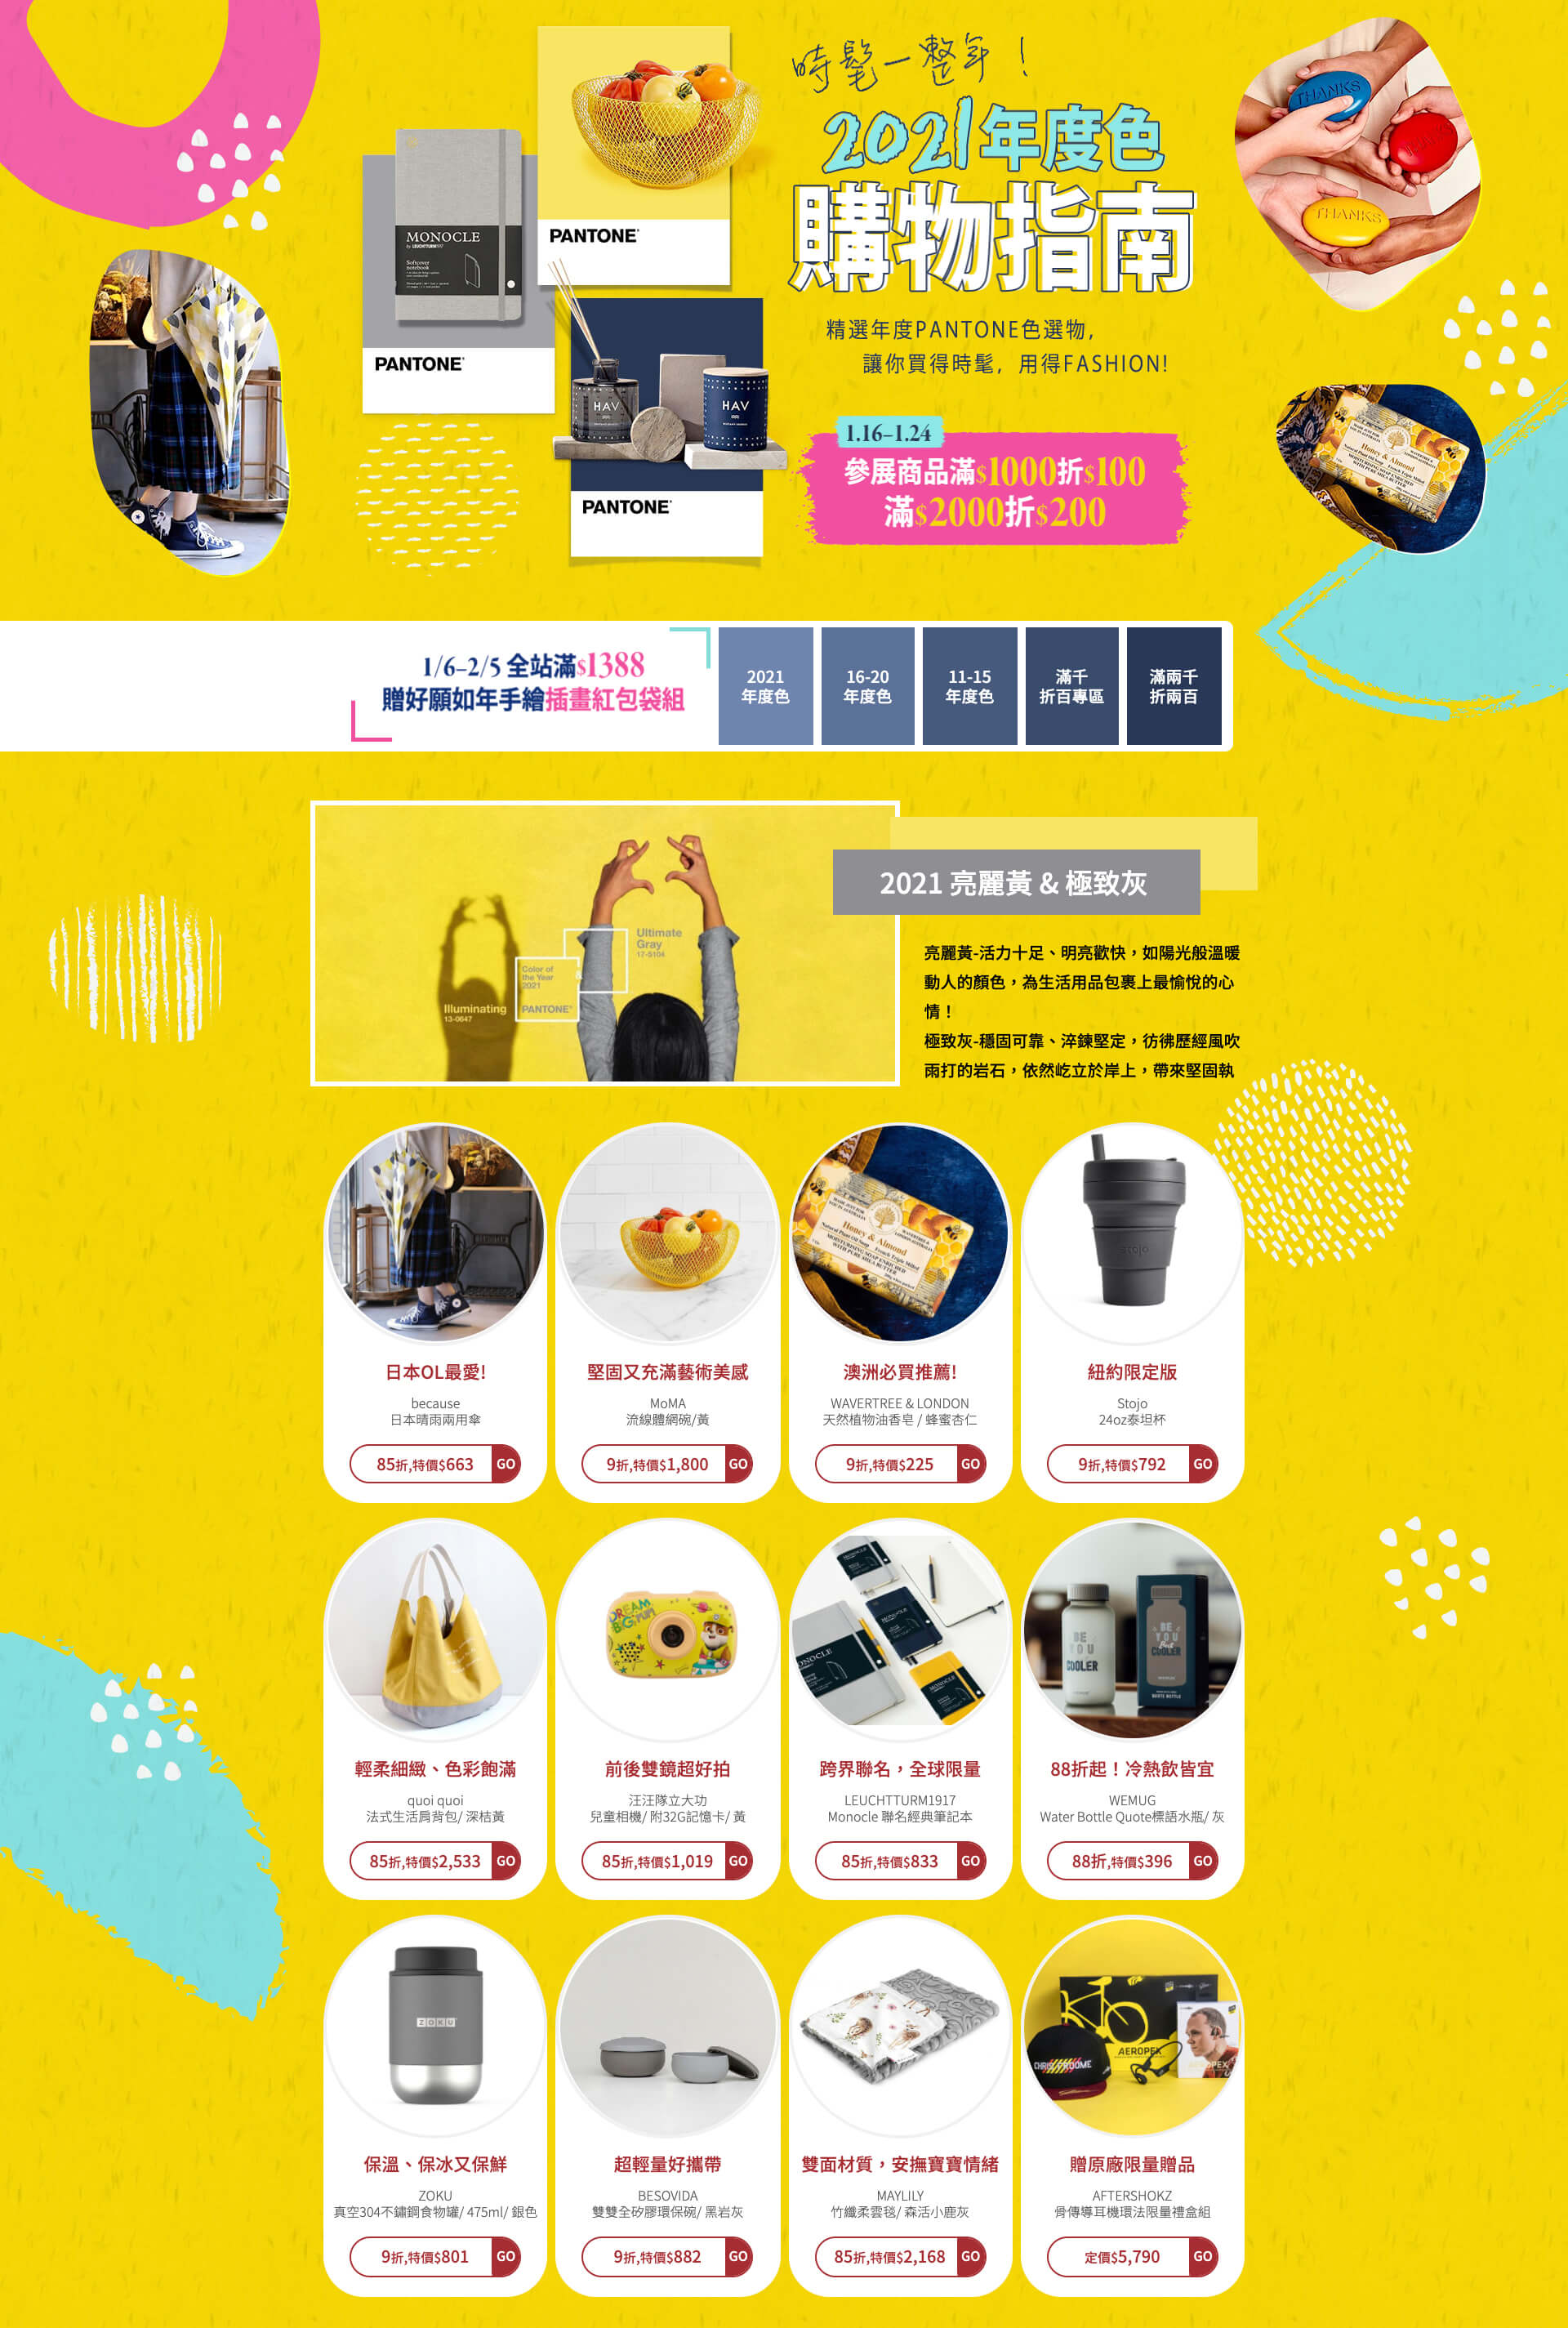 時髦一整年！
2021年度色
購物指南
精選年度PANTONE色選物，
讓你買得時髦，用得FASHION!
1.16-1.24
參展商品滿$1000折$100
滿$2000折$200
MONOCLE
by LEUCHTTURM1917
Softcover
notebook
PANTONE
PANTONE
HAV
HAV
PANTONE
THANKS
THANKS
Honey & Almond
1/6-2/5 全站滿$1388
贈好願如年手繪插畫紅包袋組
2021
年度色
16-20
年度色
11-15
年度色
滿千
折百專區
滿兩千
折兩百
Ultimate
Gray
17-5104
Color of
the Year
2021
PANTONE
Illuminating
13-0647
2021 亮麗黃 & 極致灰
亮麗黃-活力十足、明亮歡快，如陽光般溫暖
動人的顏色，為生活用品包裹上最愉悅的心
情！
極致灰-穩固可靠、淬鍊堅定，彷彿歷經風吹
雨打的岩石，依然屹立於岸上，帶來堅固執
Honey & Almond
stojo
日本OL最愛!
because
日本晴雨兩用傘
85折,特價$663 GO
堅固又充滿藝術美感
MoMA
流線體網碗/黃
9折,特價$1,800 GO
澳洲必買推薦!
WAVERTREE & LONDON
天然植物油香皂 / 蜂蜜杏仁
9折,特價$225 GO
紐約限定版
Stojo
24oz泰坦杯
9折,特價$792 GO
DREAM
BIG, PUP!
MONOCLE
MONOCLE
MONOCLE
BE
YOU
COOLER
BE
YOU
But
COOLER
輕柔細緻、色彩飽滿
quoi quoi
法式生活肩背包/ 深桔黃
85折,特價$2,533 GO
前後雙鏡超好拍
汪汪隊立大功
兒童相機/ 附32G記憶卡/ 黃
85折,特價$1,019 GO
跨界聯名，全球限量
LEUCHTTURM1917
Monocle 聯名經典筆記本
85折,特價$833 GO
88折起！冷熱飲皆宜
WEMUG
Water Bottle Quote標語水瓶/ 灰
88折,特價$396 GO
ZOKU
AEROPEX
保溫、保冰又保鮮
ZOKU
真空304不鏽鋼食物罐/ 475ml/ 銀色
9折,特價$801 GO
超輕量好攜帶
BESOVIDA
雙雙全矽膠環保碗/ 黑岩灰
9折,特價$882 GO
雙面材質，安撫寶寶情緒
MAYLILY
竹纖柔雲毯/ 森活小鹿灰
85折,特價$2,168 GO
贈原廠限量贈品
AFTERSHOKZ
骨傳導耳機環法限量禮盒組
定價$5,790 GO